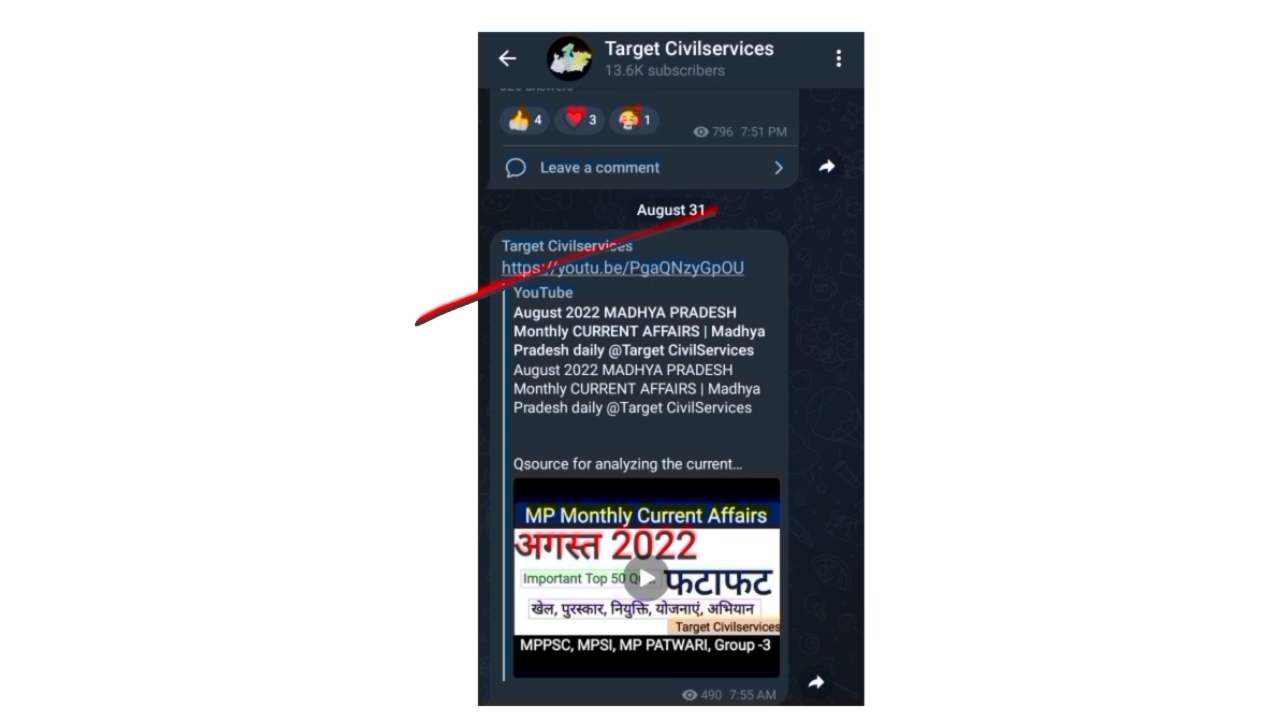 Target Civilservices
13.6K subscribers
4 3 1
796 7:51 PM
Leave a comment
August 31
Target Civilservices
https://youtu.be/PgaQNzyGpOU
YouTube
August 2022 MADHYA PRADESH
Monthly CURRENT AFFAIRS | Madhya
Pradesh daily @Target CivilServices
August 2022 MADHYA PRADESH
Monthly CURRENT AFFAIRS | Madhya
Pradesh daily @Target CivilServices
Qsource for analyzing the current...
MP Monthly Current Affairs
अगस्त 2022
Important Top 50
फटाफट
खेल, पुरस्कार, नियुक्ति, योजनाएं, अभियान
Target Civilservices
MPPSC, MPSI, MP PATWARI, Group -3
490 7:55 AM